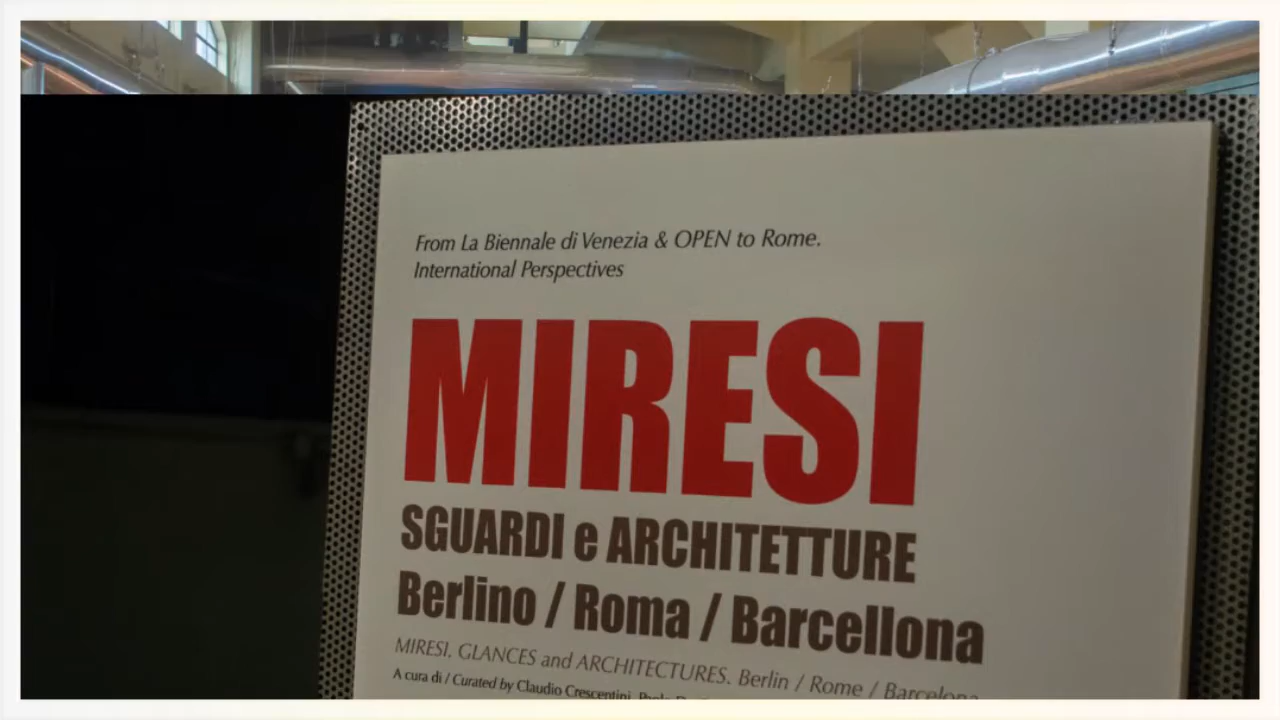 From La Biennale di Venezia & OPEN to Rome.
International Perspectives
MIRESI
SGUARDI e ARCHITETTURE
Berlino / Roma / Barcellona
MIRESI. GLANCES and ARCHITECTURES. Berlin / Rome / Barcelona
A cura di / Curated by Claudio Crescentini, Paola